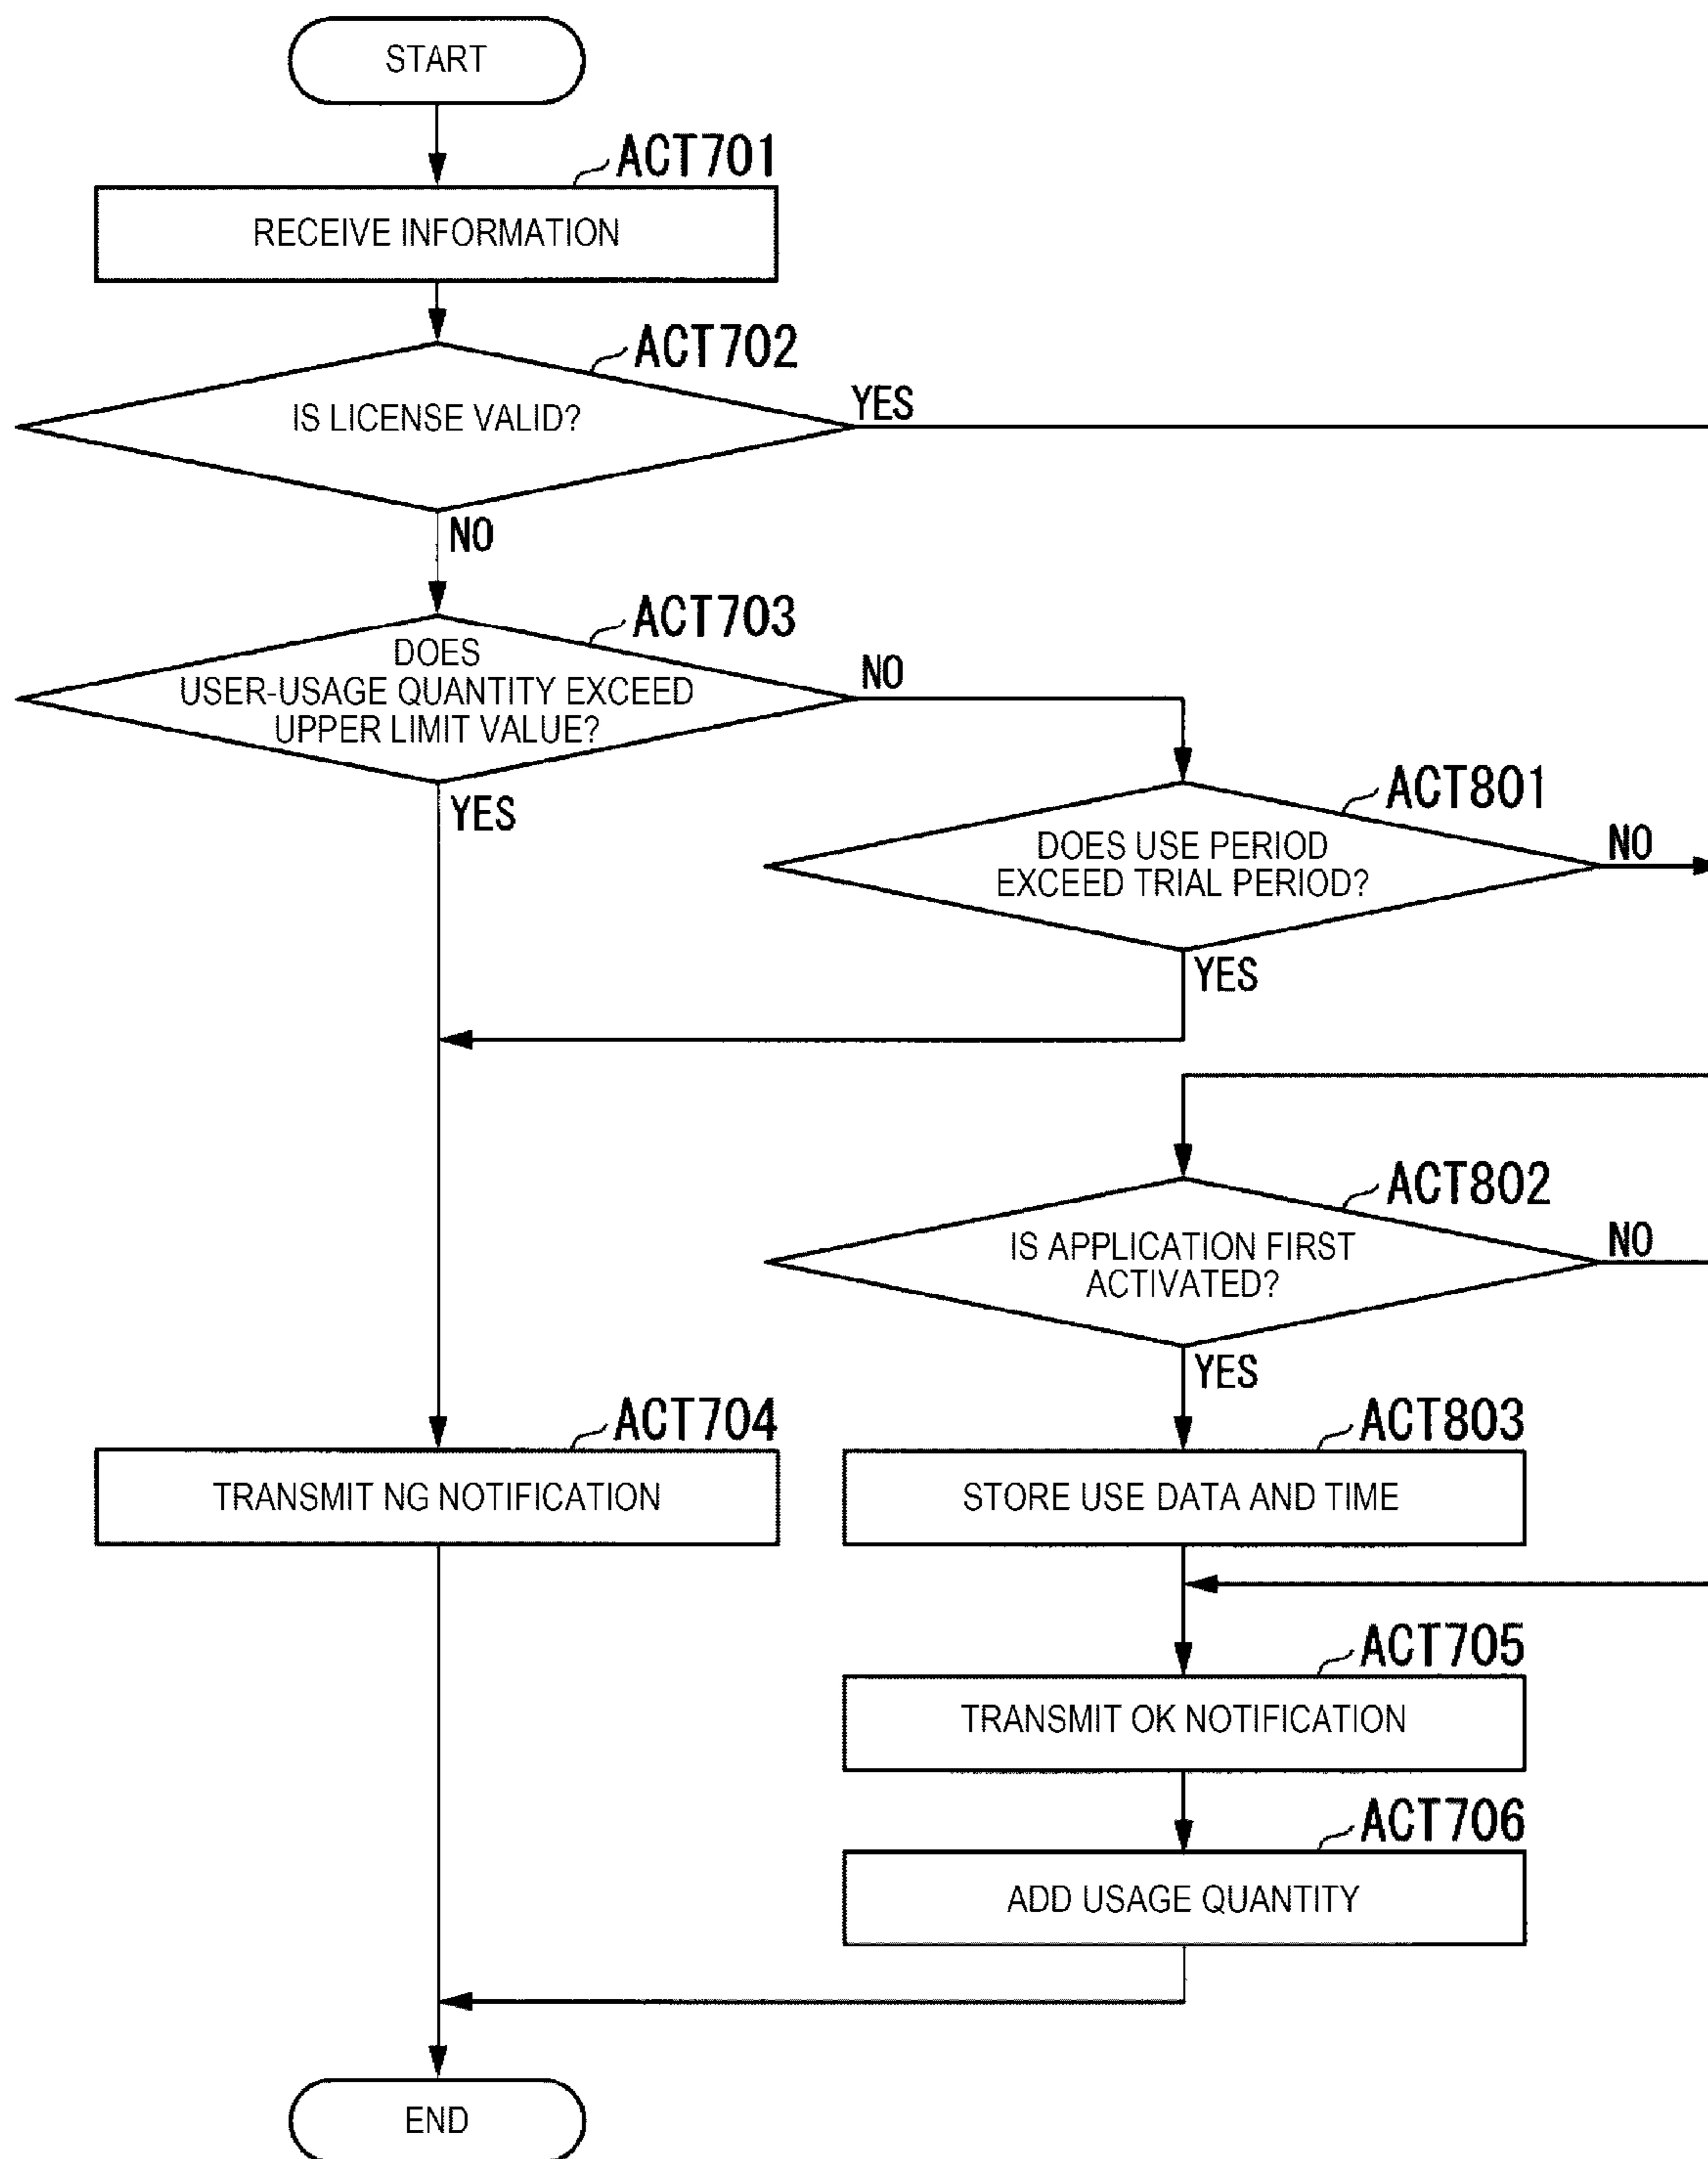 START
ACT701
RECEIVE INFORMATION
ACT702
IS LICENSE VALID?
YES
NO
ACT703
DOES
USER-USAGE QUANTITY EXCEED
UPPER LIMIT VALUE?
NO
YES
ACT801
DOES USE PERIOD
EXCEED TRIAL PERIOD?
NO
YES
ACT802
IS APPLICATION FIRST
ACTIVATED?
NO
YES
ACT704
TRANSMIT NG NOTIFICATION
ACT803
STORE USE DATA AND TIME
ACT705
TRANSMIT OK NOTIFICATION
ACT706
ADD USAGE QUANTITY
END